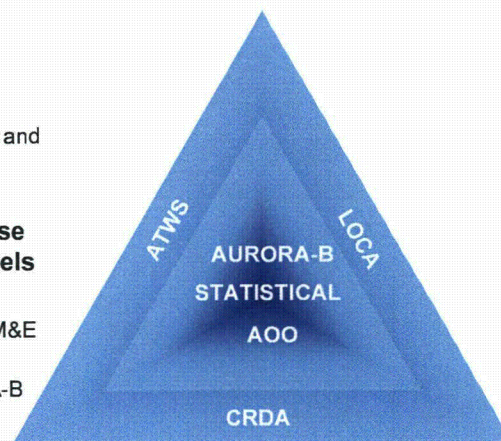 and
se
els
M&E
A-B
ATWS
LOCA
AURORA-B
STATISTICAL
AOO
CRDA